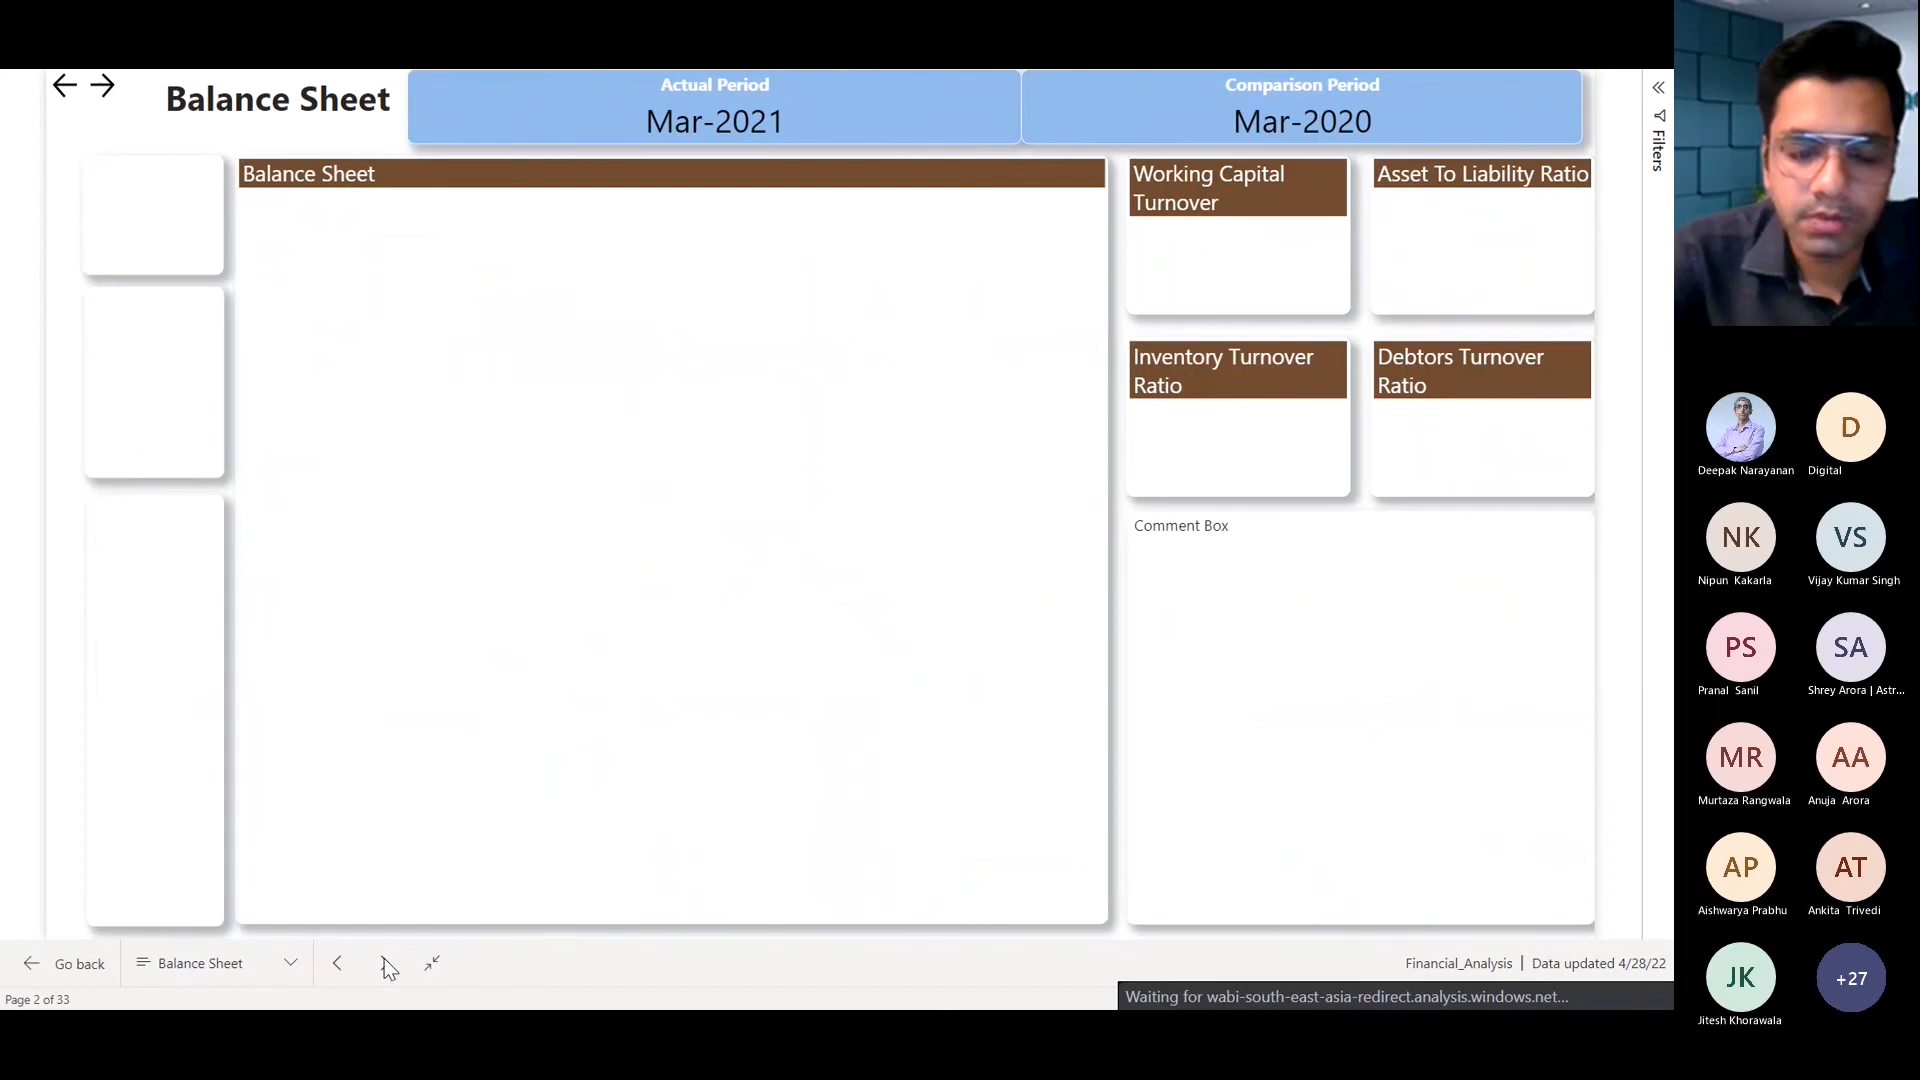 Balance Sheet
Actual Period
Mar-2021
Comparison Period
Mar-2020
Filters
Balance Sheet
Working Capital
Turnover
Asset To Liability Ratio
Inventory Turnover
Ratio
Debtors Turnover
Ratio
Comment Box
Go back
Balance Sheet
Financial_Analysis | Data updated 4/28/22
Page 2 of 33
Waiting for wabi-south-east-asia-redirect.analysis.windows.net...
Deepak Narayanan
D
Digital
NK
Nipun Kakarla
VS
Vijay Kumar Singh
PS
Pranal Sanil
SA
Shrey Arora | Astr...
MR
Murtaza Rangwala
AA
Anuja Arora
AP
Aishwarya Prabhu
AT
Ankita Trivedi
JK
Jitesh Khorawala
+27